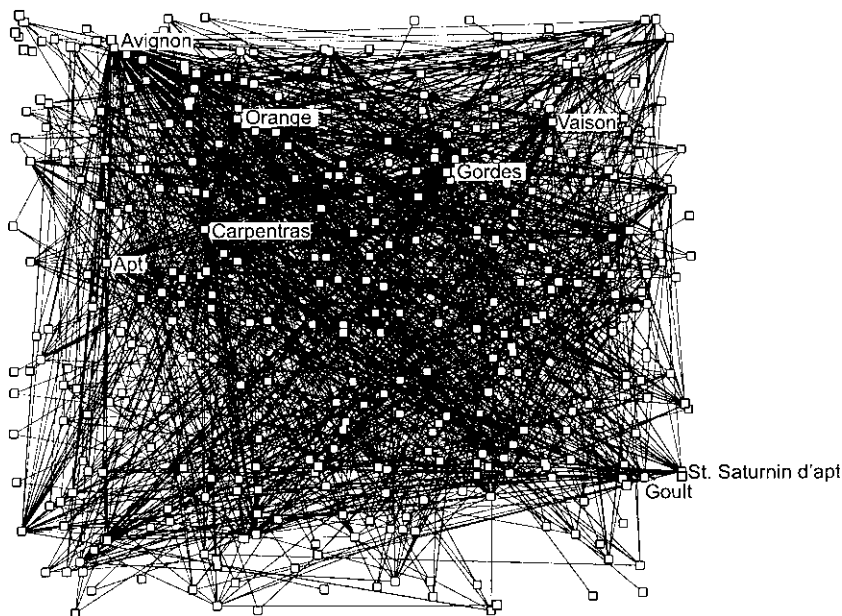 Avignon
Orange
Vaison
Gordes
Carpentras
Apt
St. Saturnin d'apt
Goult